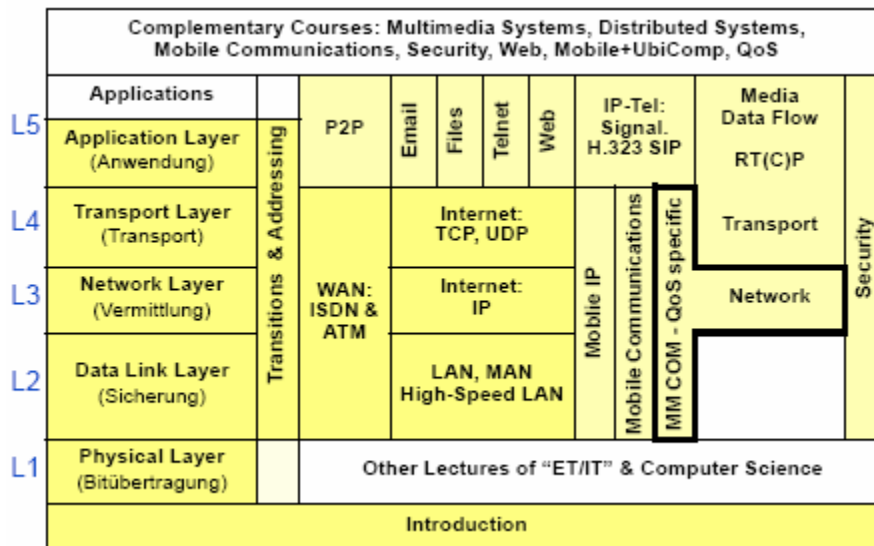 Complementary Courses: Multimedia Systems, Distributed Systems,
Mobile Communications, Security, Web, Mobile+UbiComp, QoS
Applications
L5
Application Layer
(Anwendung)
P2P
Email
Files
Telnet
Web
IP-Tel:
Signal.
H.323 SIP
Media
Data Flow
RT(C)P
L4
Transport Layer
(Transport)
Transitions & Addressing
Internet:
TCP, UDP
Transport
L3
Network Layer
(Vermittlung)
WAN:
ISDN &
ATM
Internet:
IP
Moblie IP
Mobile Communications
MM COM - QoS specific
Network
Security
L2
Data Link Layer
(Sicherung)
LAN, MAN
High-Speed LAN
L1
Physical Layer
(Bitübertragung)
Other Lectures of “ET/IT” & Computer Science
Introduction